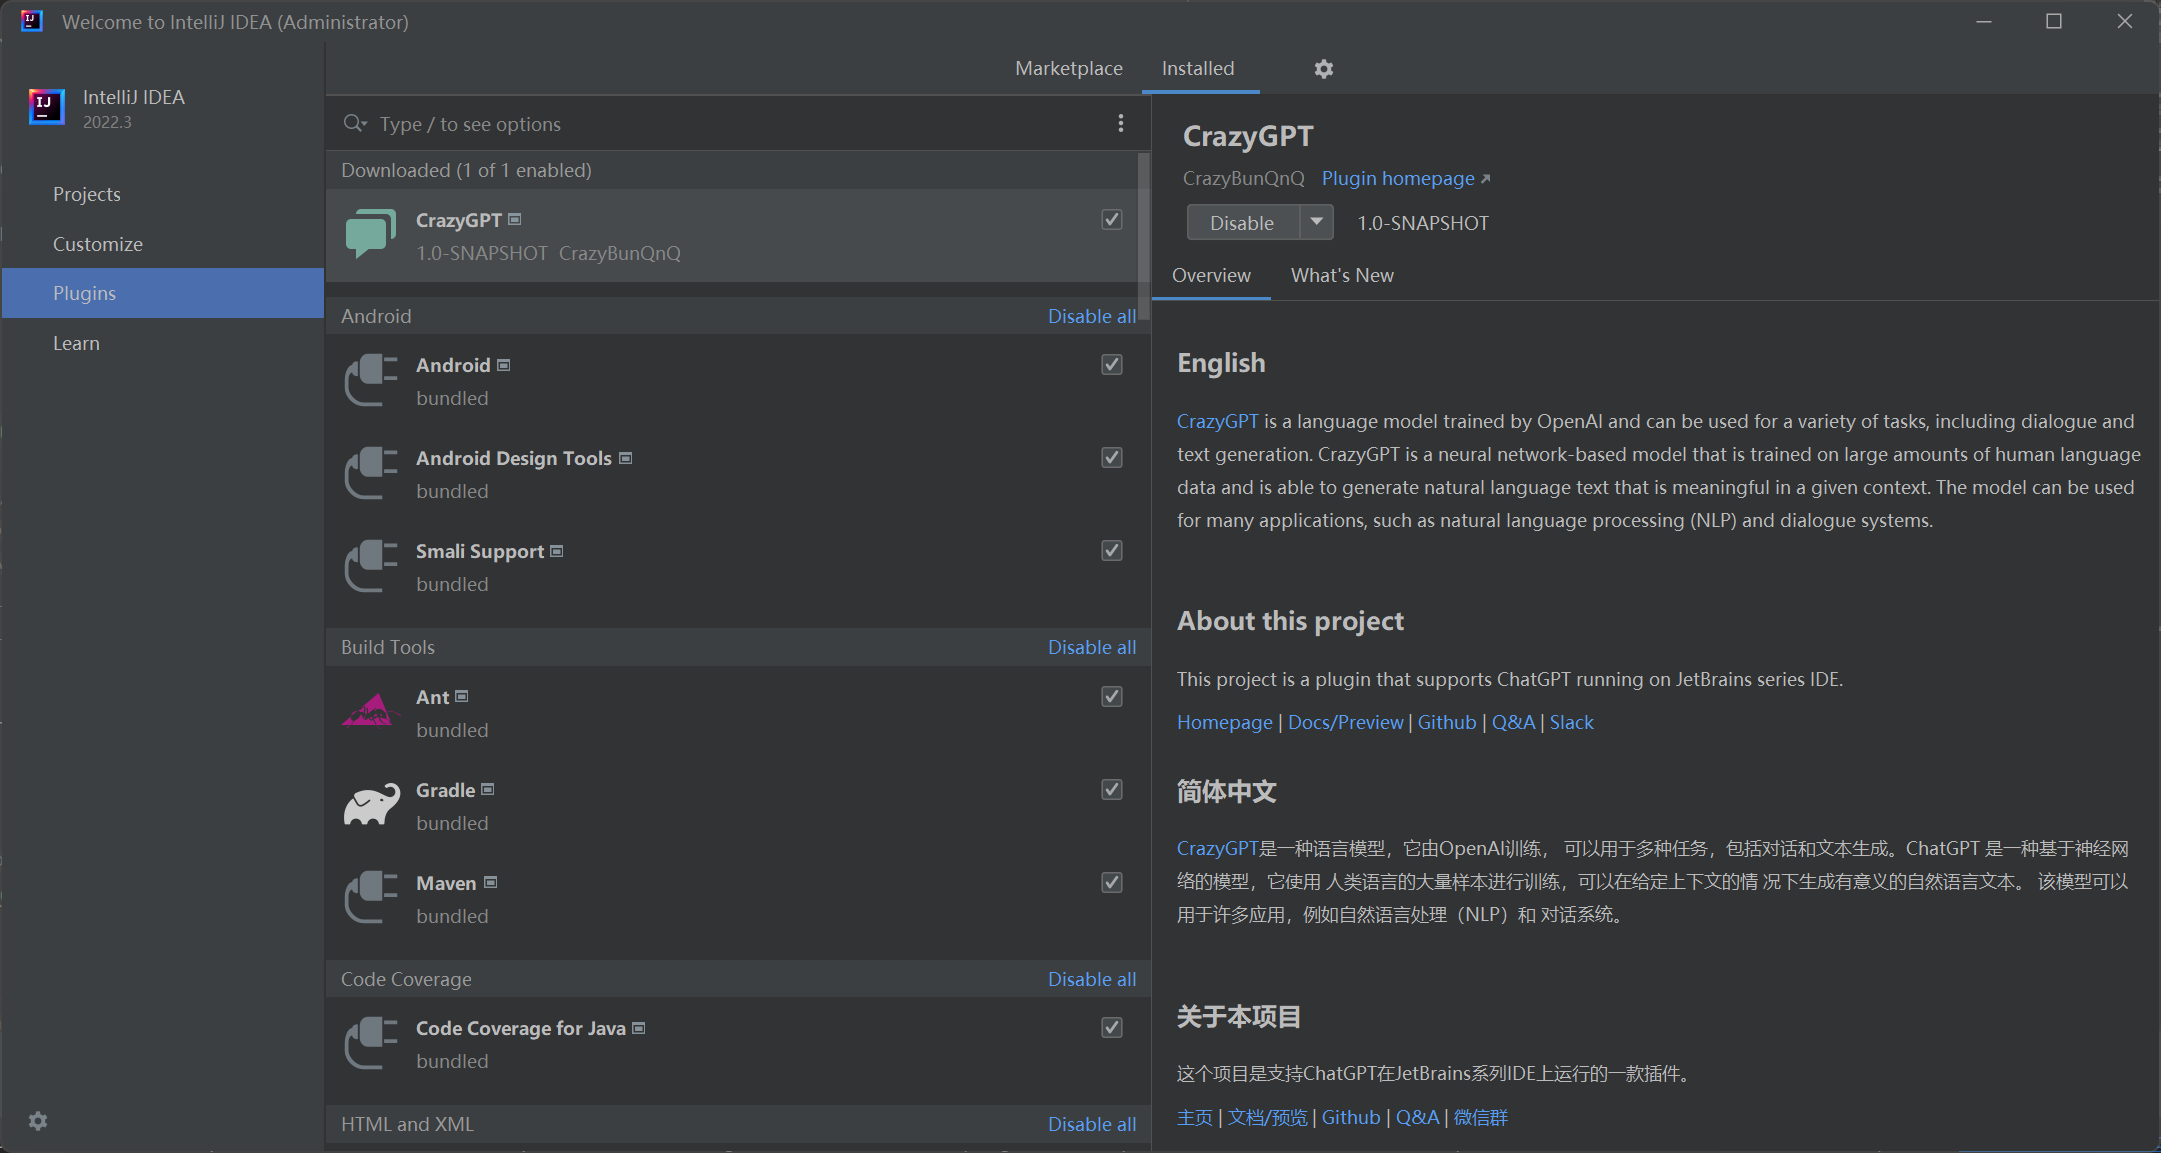 Welcome to IntelliJ IDEA (Administrator)
IntelliJ IDEA
2022.3
Projects
Customize
Plugins
Learn
Marketplace
Installed
Type / to see options
Downloaded (1 of 1 enabled)
CrazyGPT
1.0-SNAPSHOT CrazyBunQnQ
Android
Disable all
Android
bundled
Android Design Tools
bundled
Smali Support
bundled
Build Tools
Disable all
Ant
bundled
Gradle
bundled
Maven
bundled
Code Coverage
Disable all
Code Coverage for Java
bundled
HTML and XML
Disable all
CrazyGPT
CrazyBunQnQ Plugin homepage
Disable
1.0-SNAPSHOT
Overview
What's New
English
CrazyGPT is a language model trained by OpenAI and can be used for a variety of tasks, including dialogue and
text generation. CrazyGPT is a neural network-based model that is trained on large amounts of human language
data and is able to generate natural language text that is meaningful in a given context. The model can be used
for many applications, such as natural language processing (NLP) and dialogue systems.
About this project
This project is a plugin that supports ChatGPT running on JetBrains series IDE.
Homepage | Docs/Preview | Github | Q&A | Slack
简体中文
CrazyGPT是一种语言模型，它由OpenAI训练， 可以用于多种任务，包括对话和文本生成。ChatGPT 是一种基于神经网
络的模型，它使用 人类语言的大量样本进行训练，可以在给定上下文的情 况下生成有意义的自然语言文本。 该模型可以
用于许多应用，例如自然语言处理（NLP）和 对话系统。
关于本项目
这个项目是支持ChatGPT在JetBrains系列IDE上运行的一款插件。
主页 | 文档/预览 | Github | Q&A | 微信群